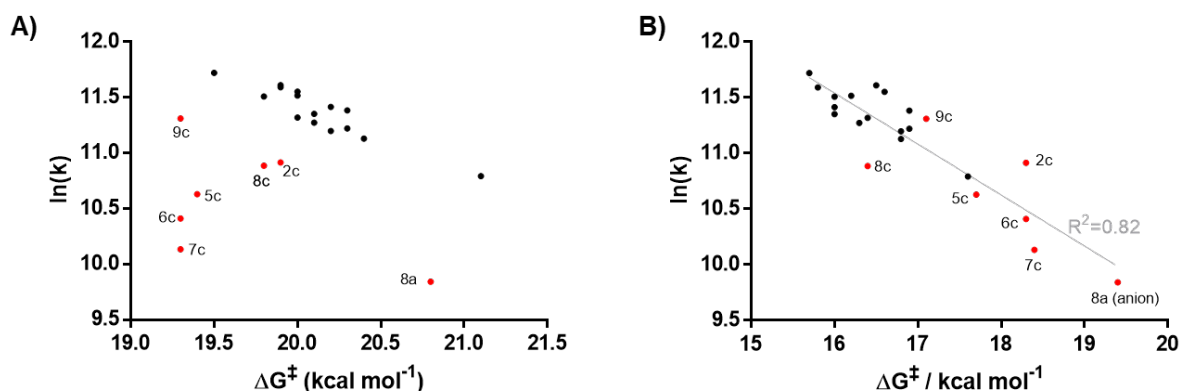 A)
ln(k)
12.0
11.5
11.0
10.5
10.0
9.5
19.0 19.5 20.0 20.5 21.0 21.5
ΔG‡ (kcal mol-1)
9c
8c
2c
5c
6c
7c
8a
B)
ln(k)
12.0
11.5
11.0
10.5
10.0
9.5
15 16 17 18 19 20
ΔG‡ / kcal mol-1
9c
8c
2c
5c
6c
7c
R2=0.82
8a (anion)